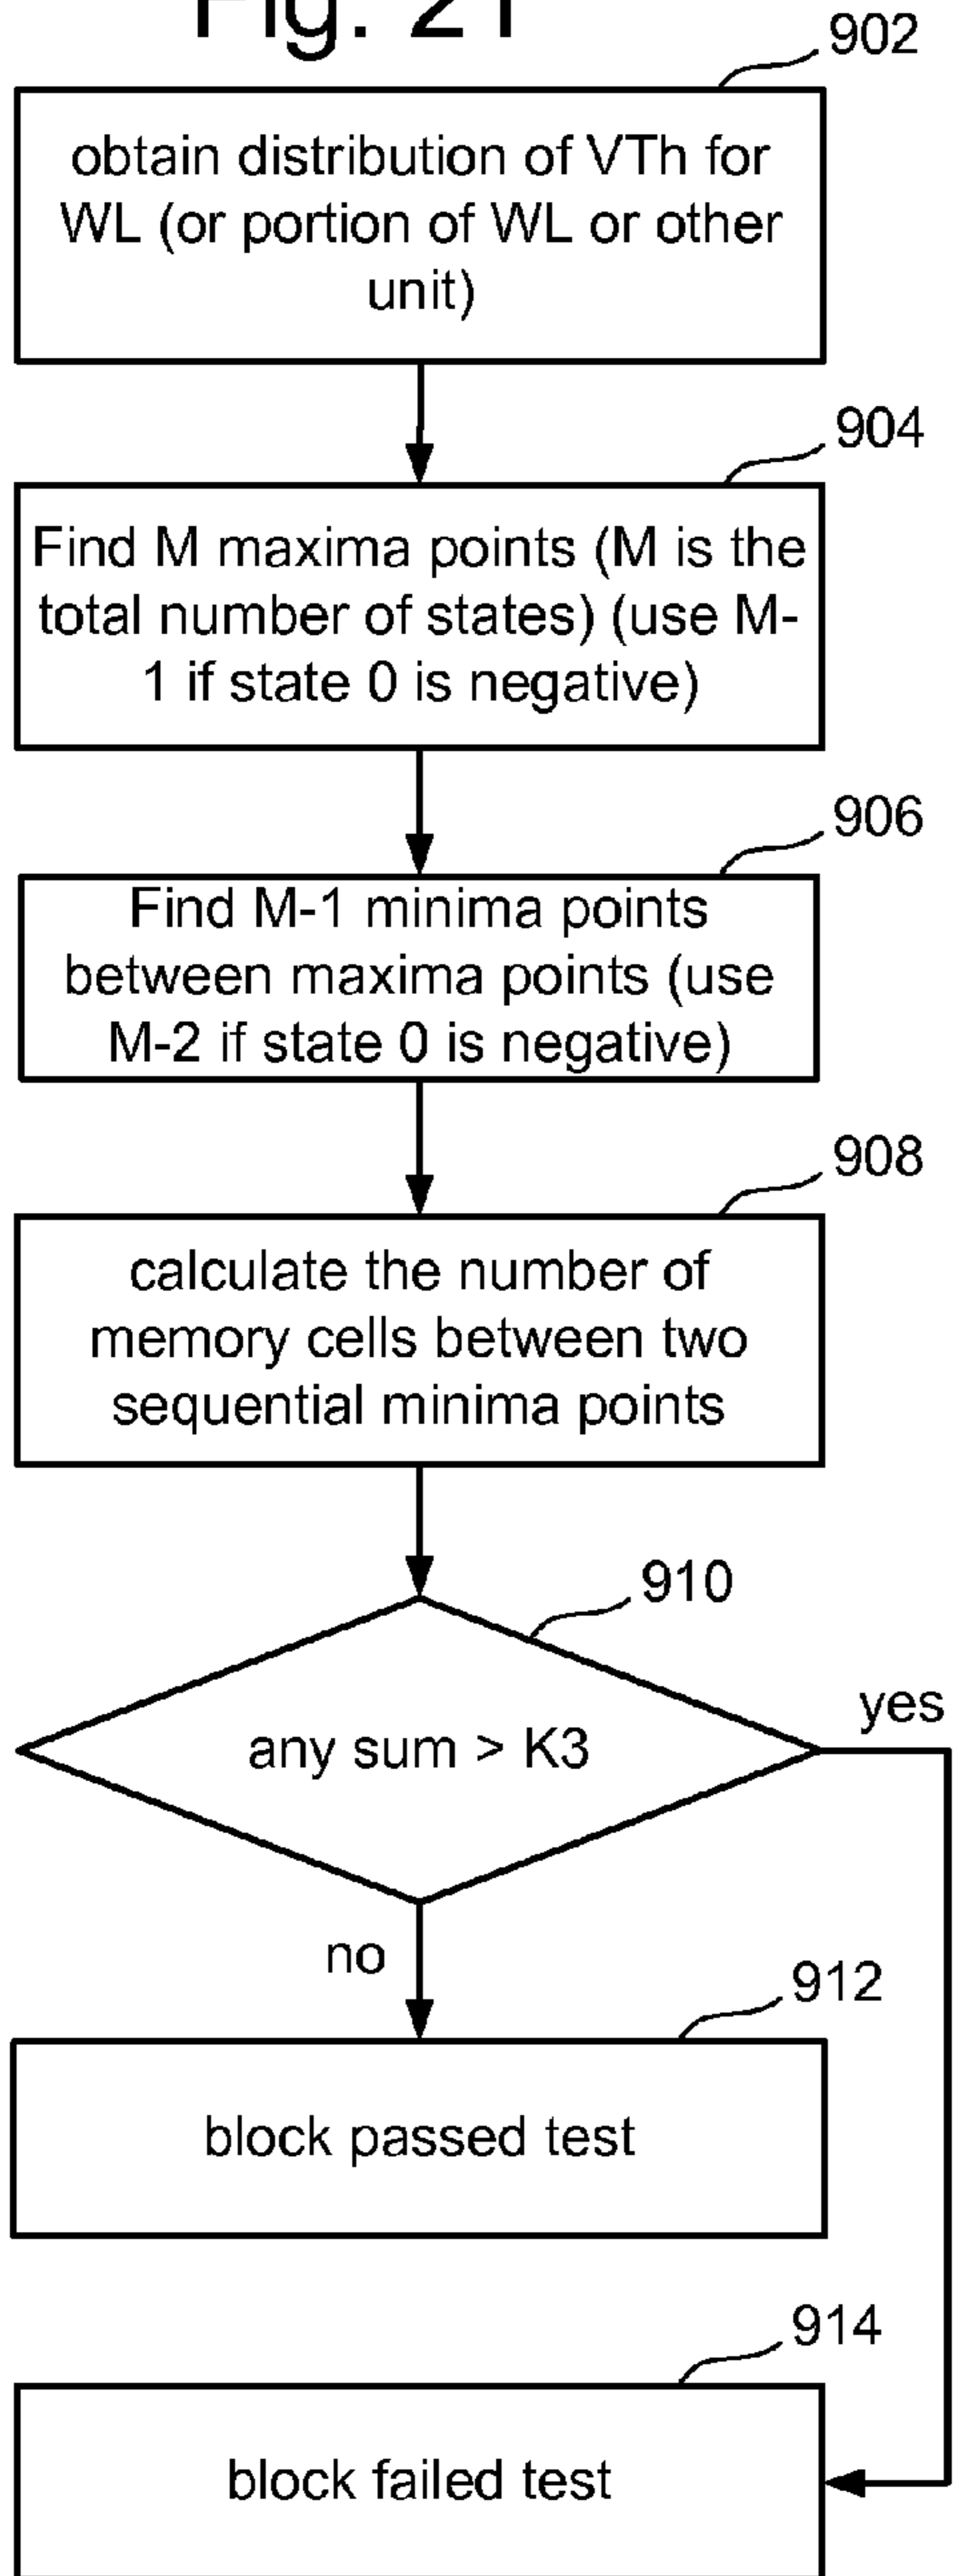 Fig. 21
902
obtain distribution of VTh for
WL (or portion of WL or other
unit)
904
Find M maxima points (M is the
total number of states) (use M-
1 if state 0 is negative)
906
Find M-1 minima points
between maxima points (use
M-2 if state 0 is negative)
908
calculate the number of
memory cells between two
sequential minima points
910
yes
any sum > K3
no
912
block passed test
914
block failed test